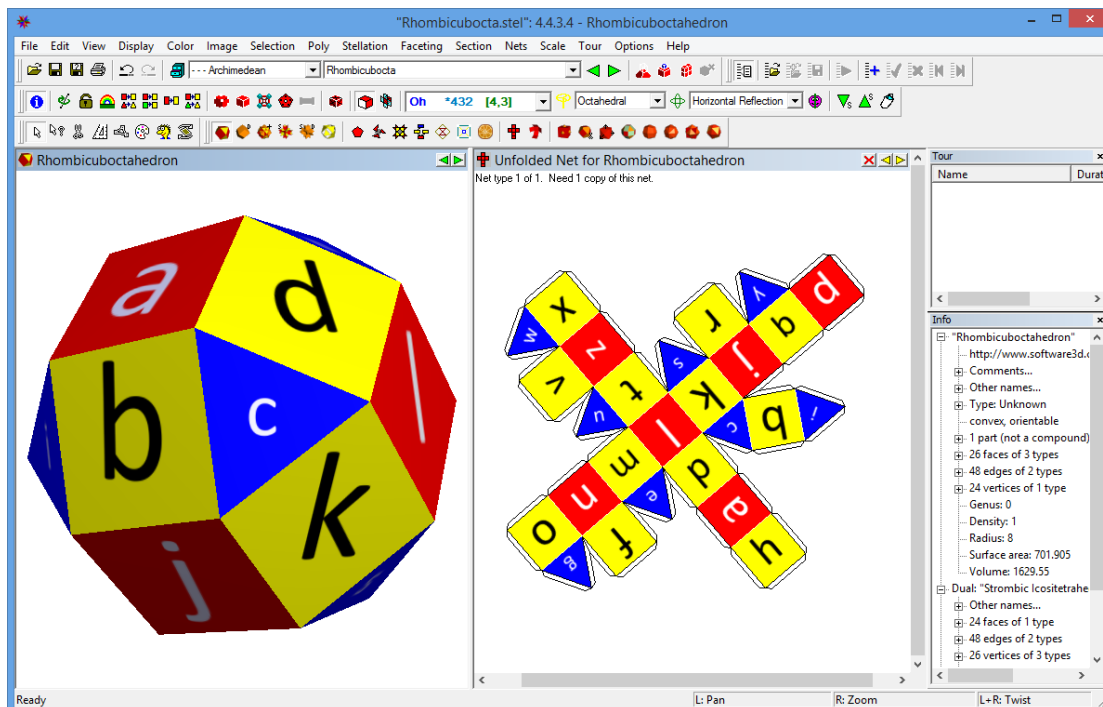 "Rhombicubocta.stel": 4.4.3.4 - Rhombicuboctahedron
File Edit View Display Color Image Selection Poly Stellation Faceting Section Nets Scale Tour Options Help
--- Archimedean Rhombicubocta
Oh *432 [4,3] Octahedral Horizontal Reflection
Rhombicuboctahedron
a
d
b
c
l
k
j
Unfolded Net for Rhombicuboctahedron
Net type 1 of 1. Need 1 copy of this net.
p
y
x
q
r
w
z
j
s
v
t
k
i
u
b
c
l
m
d
e
n
a
o
f
h
g
Tour
Name Durat
Info
"Rhombicuboctahedron"
http://www.software3d.c
Comments...
Other names...
Type: Unknown
convex, orientable
1 part (not a compound)
26 faces of 3 types
48 edges of 2 types
24 vertices of 1 type
Genus: 0
Density: 1
Radius: 8
Surface area: 701.905
Volume: 1629.55
Dual: "Strombic Icositetrahe
Other names...
24 faces of 1 type
48 edges of 2 types
26 vertices of 3 types
Ready L: Pan R: Zoom L+R: Twist